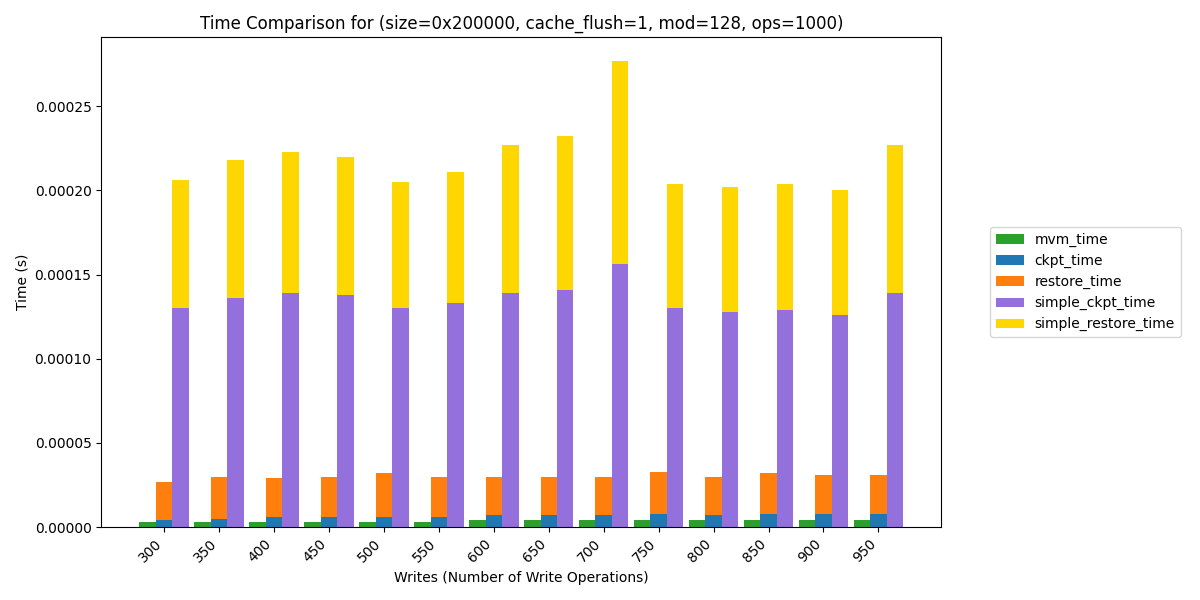 Time Comparison for (size=0x200000, cache_flush=1, mod=128, ops=1000)
Time (s)
0.00025
0.00020
0.00015
0.00010
0.00005
0.00000
300 350 400 450 500 550 600 650 700 750 800 850 900 950
Writes (Number of Write Operations)
mvm_time
ckpt_time
restore_time
simple_ckpt_time
simple_restore_time